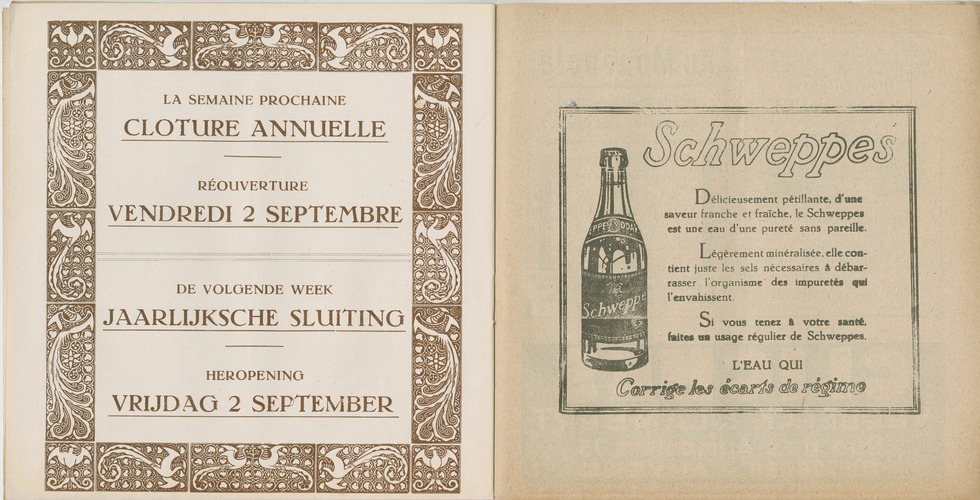 LA SEMAINE PROCHAINE
CLOTURE ANNUELLE
RÉOUVERTURE
VENDREDI 2 SEPTEMBRE
DE VOLGENDE WEEK
JAARLIJKSCHE SLUITING
HEROPENING
VRIJDAG 2 SEPTEMBER
Schweppes
Délicieusement pétillante, d'une
saveur franche et fraîche, le Schweppes
est une eau d'une pureté sans pareille.
Légèrement minéralisée, elle con-
tient juste les sels nécessaires à débar-
rasser l'organisme des impuretés qui
l'envahissent.
Si vous tenez à votre santé,
faites un usage régulier de Schweppes.
L'EAU QUI
Corrige les écarts de régime
PPE'S SODA
Schweppe